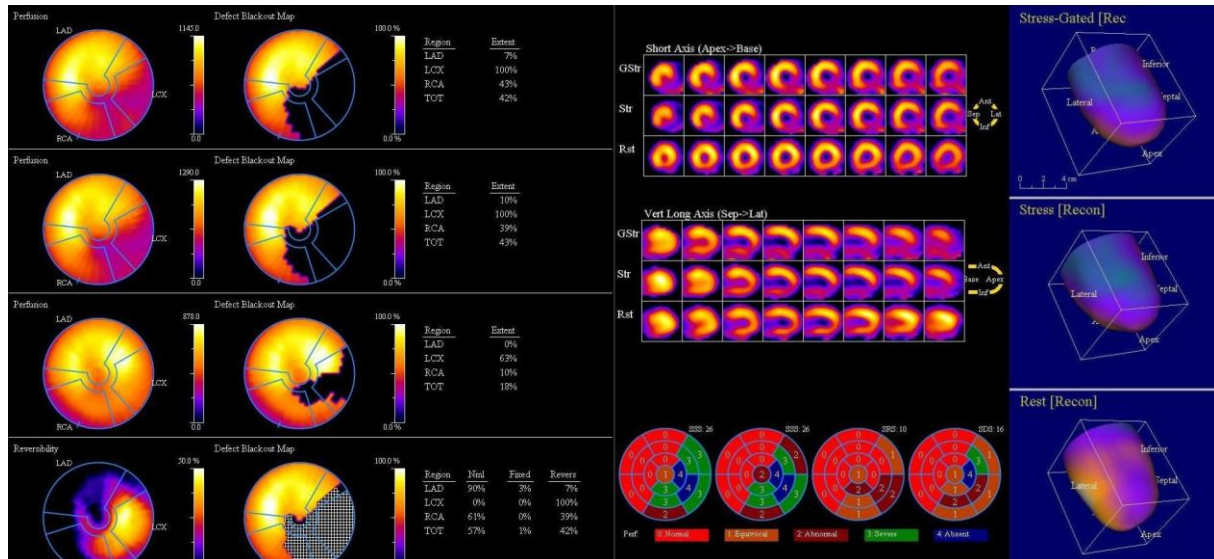 Perfusion
Defect Blackout Map
LAD
1145.0
100.0 %
LCX
RCA
0.0
0.0 %
Region Extent
LAD 7%
LCX 100%
RCA 43%
TOT 42%
Perfusion
Defect Blackout Map
LAD
1290.0
100.0%
LCX
RCA
0.0
0.0 %
Region Extent
LAD 10%
LCX 100%
RCA 39%
TOT 43%
Perfusion
Defect Blackout Map
LAD
100.0%
LCX
RCA
0.0
0.0 %
Region Extent
LAD 0%
LCX 63%
RCA 10%
TOT 18%
Reversibility
Defect Blackout Map
LAD
50.0 %
100.0%
LCX
Region Nml Fixed Revers
LAD 90% 3% 7%
LCX 0% 0% 100%
RCA 61% 0% 39%
TOT 57% 1% 42%
Short Axis (Apex->Base)
GStr
Str
Rst
Ant
Sep Lat
Inf
Vert Long Axis (Sep->Lat)
GStr
Str
Rst
Ant
Base Apex
Inf
SSS: 26
SSS: 26
SRS: 10
SDS: 16
Perf:
0: Normal
1: Equivocal
2: Abnormal
3: Severe
4: Absent
Stress-Gated [Rec
Inferior
Lateral
Septal
Apex
0 2 4 cm
Stress [Recon]
Inferior
Lateral
Septal
Apex
Rest [Recon]
Inferior
Lateral
Septal
Apex